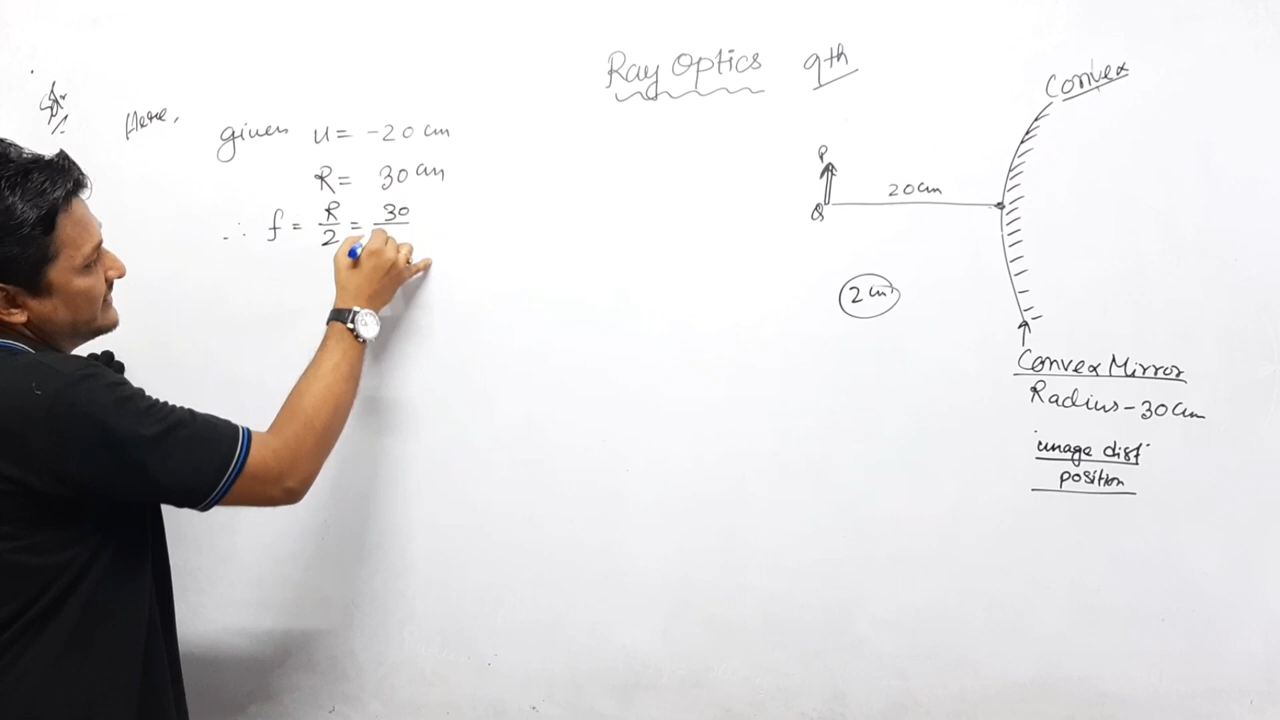 Ray Optics 9th
Here,
given u = -20 cm
R = 30 cm
∴ f = R/2 = 30
Convex
P
Q
20cm
2 cm
Convex Mirror
Radius - 30 cm
"image dist"
position